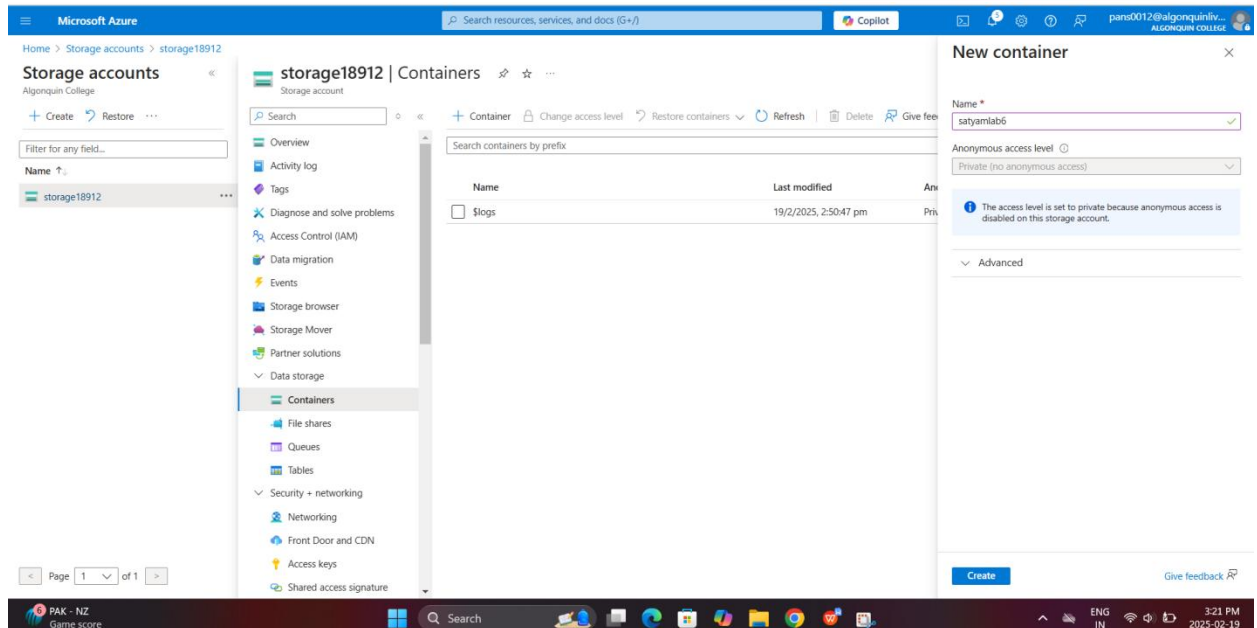 Microsoft Azure
Search resources, services, and docs (G+/)
Copilot
5
pans0012@algonquinliv...
ALGONQUIN COLLEGE
Home > Storage accounts > storage18912
Storage accounts
Algonquin College
+ Create Restore ...
Filter for any field...
Name ↑↓
storage18912 ...
< Page 1 of 1 >
storage18912 | Containers ...
Storage account
Search
Overview
Activity log
Tags
Diagnose and solve problems
Access Control (IAM)
Data migration
Events
Storage browser
Storage Mover
Partner solutions
Data storage
Containers
File shares
Queues
Tables
Security + networking
Networking
Front Door and CDN
Access keys
Shared access signature
+ Container Change access level Restore containers Refresh Delete Give fee
Search containers by prefix
Name Last modified An
$logs 19/2/2025, 2:50:47 pm Priv
New container
Name *
satyamlab6
Anonymous access level
Private (no anonymous access)
The access level is set to private because anonymous access is
disabled on this storage account.
Advanced
Create Give feedback
6
PAK - NZ
Game score
Search
ENG
IN
3:21 PM
2025-02-19